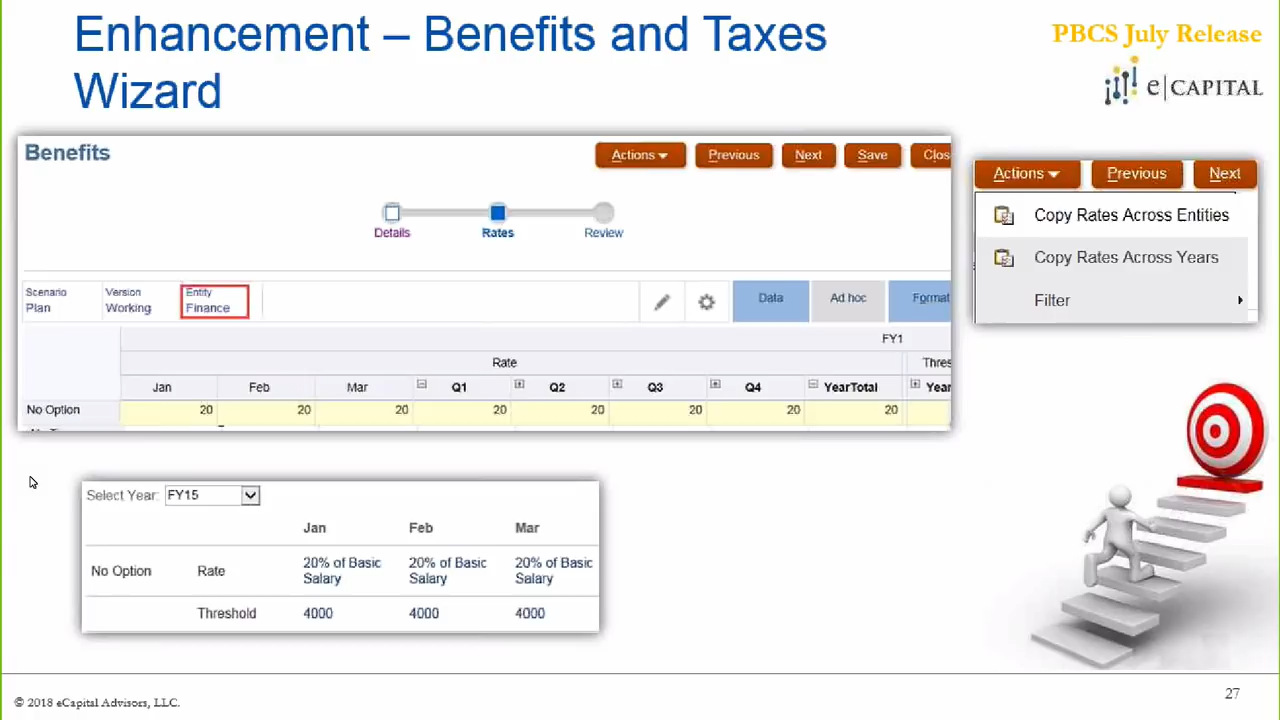 Enhancement – Benefits and Taxes
Wizard
PBCS July Release
e|CAPITAL
Benefits
Actions Previous Next Save Clos
Details Rates Review
Scenario Version Entity
Plan Working Finance
Data Ad hoc Format
FY1
Rate Thres
Jan Feb Mar Q1 Q2 Q3 Q4 YearTotal Year
No Option 20 20 20 20 20 20 20 20
Actions Previous Next
Copy Rates Across Entities
Copy Rates Across Years
Filter
Select Year: FY15
Jan Feb Mar
No Option Rate 20% of Basic 20% of Basic 20% of Basic
Salary Salary Salary
Threshold 4000 4000 4000
© 2018 eCapital Advisors, LLC.
27